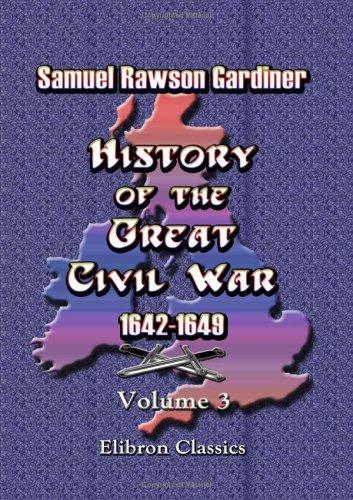 Samuel Rawson Gardiner
History
of the
Great
Civil War
1642-1649
Volume 3
Elibron Classics